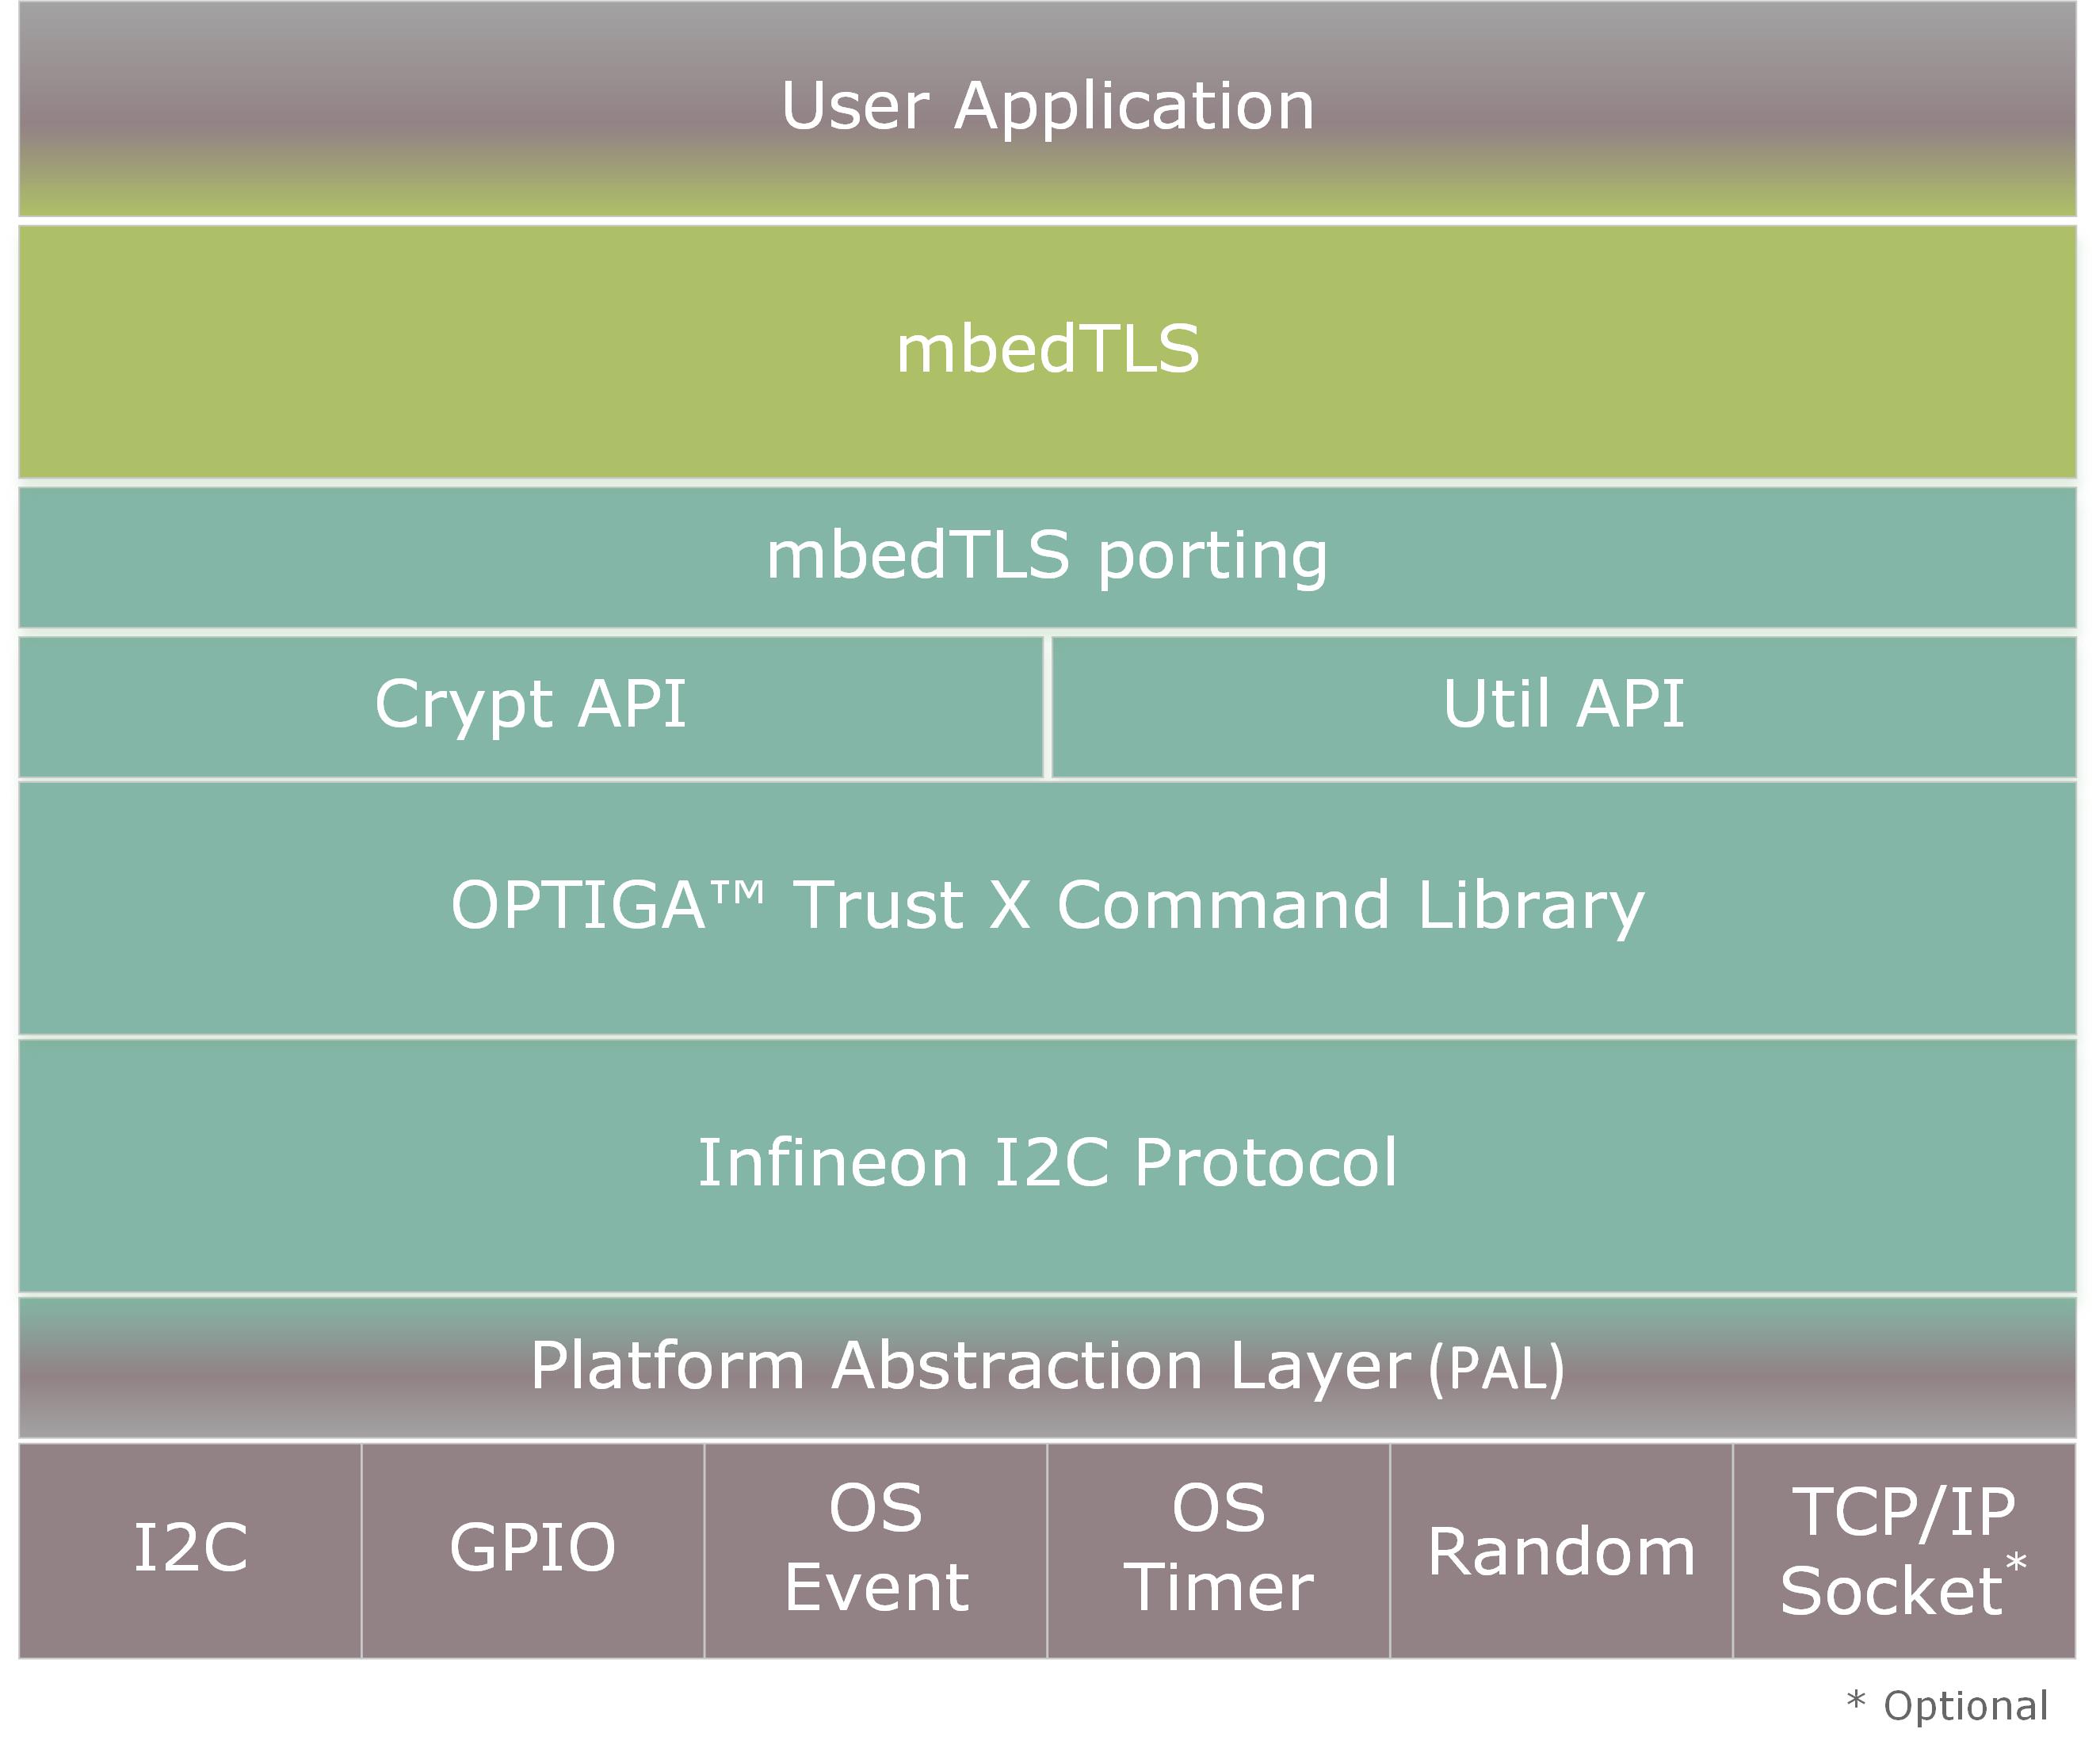 User Application
mbedTLS
mbedTLS porting
Crypt API
Util API
OPTIGA™ Trust X Command Library
Infineon I2C Protocol
Platform Abstraction Layer (PAL)
I2C
GPIO
OS
Event
OS
Timer
Random
TCP/IP
Socket*
* Optional